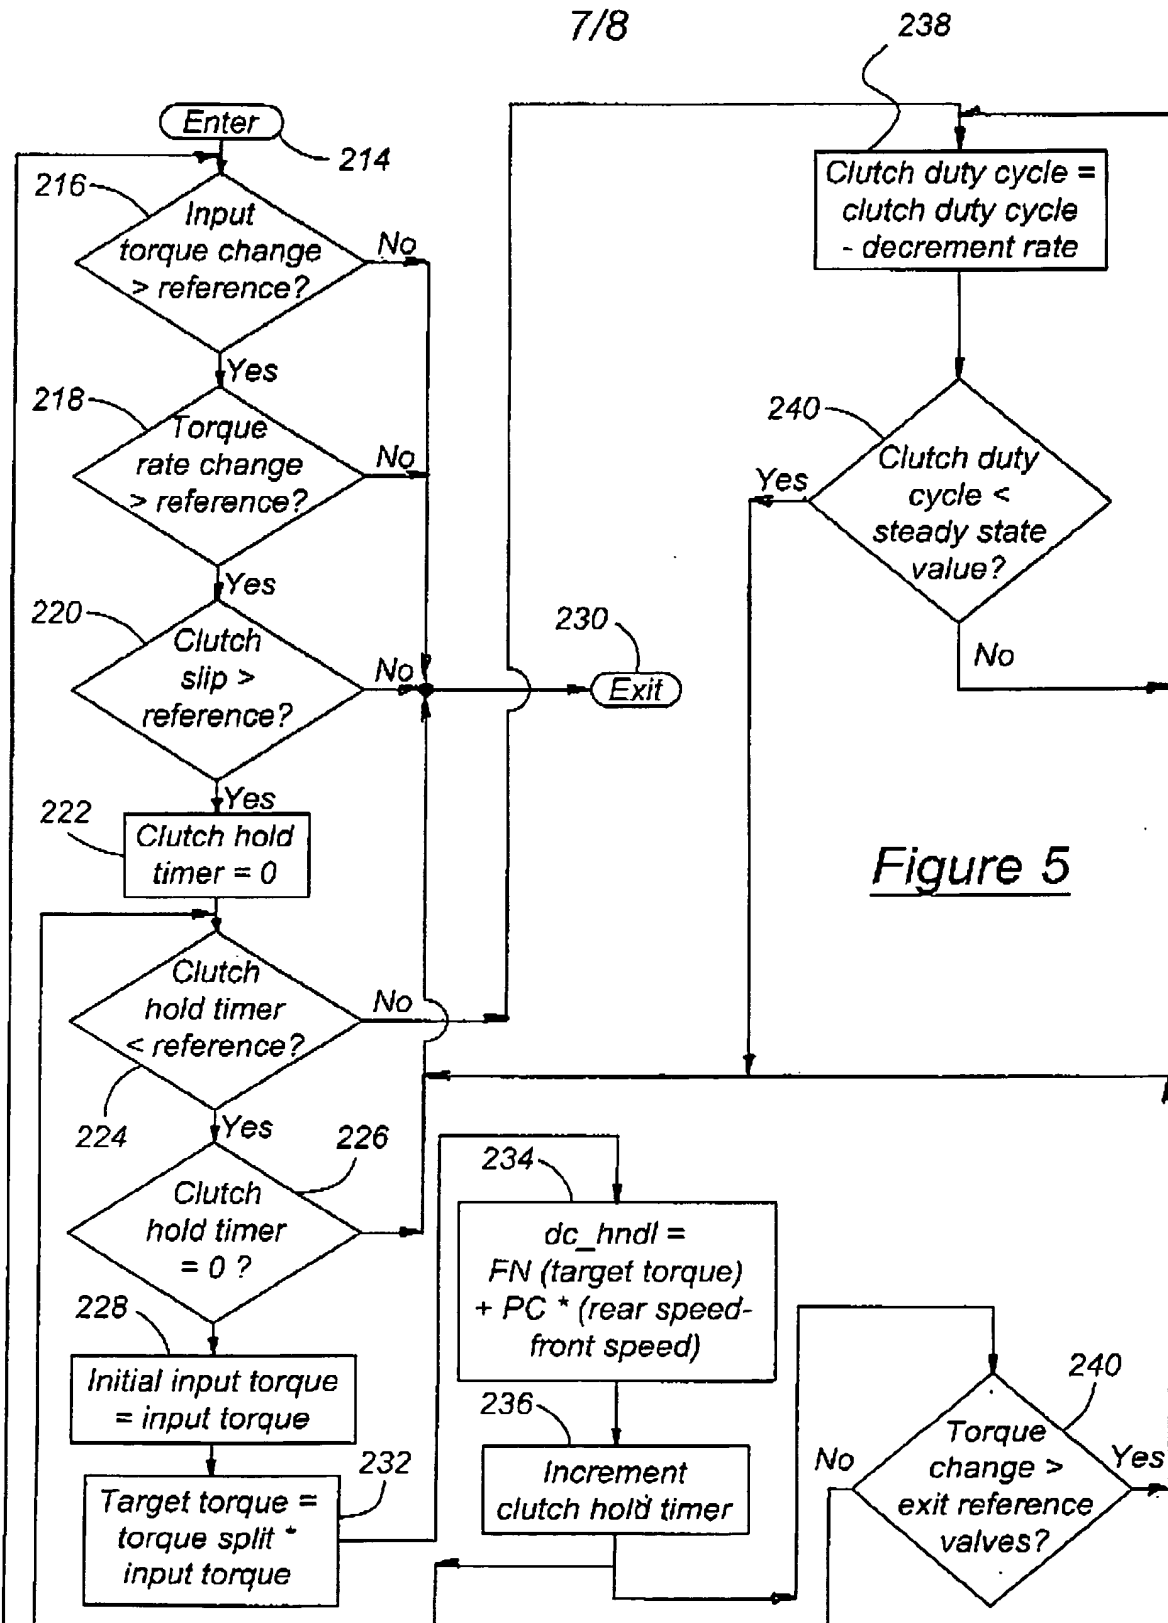 7/8
238
Enter
214
216
Input
torque change
> reference?
No
Clutch duty cycle =
clutch duty cycle
- decrement rate
Yes
218
Torque
rate change
> reference?
No
240
Clutch duty
cycle <
steady state
value?
Yes
No
Yes
220
Clutch
slip >
reference?
No
230
Exit
Yes
222
Clutch hold
timer = 0
Figure 5
Clutch
hold timer
< reference?
No
224
Yes
226
Clutch
hold timer
= 0 ?
234
dc_hndl =
FN (target torque)
+ PC * (rear speed-
front speed)
228
Initial input torque
= input torque
236
Increment
clutch hold timer
240
Torque
change >
exit reference
valves?
No
Yes
232
Target torque =
torque split *
input torque